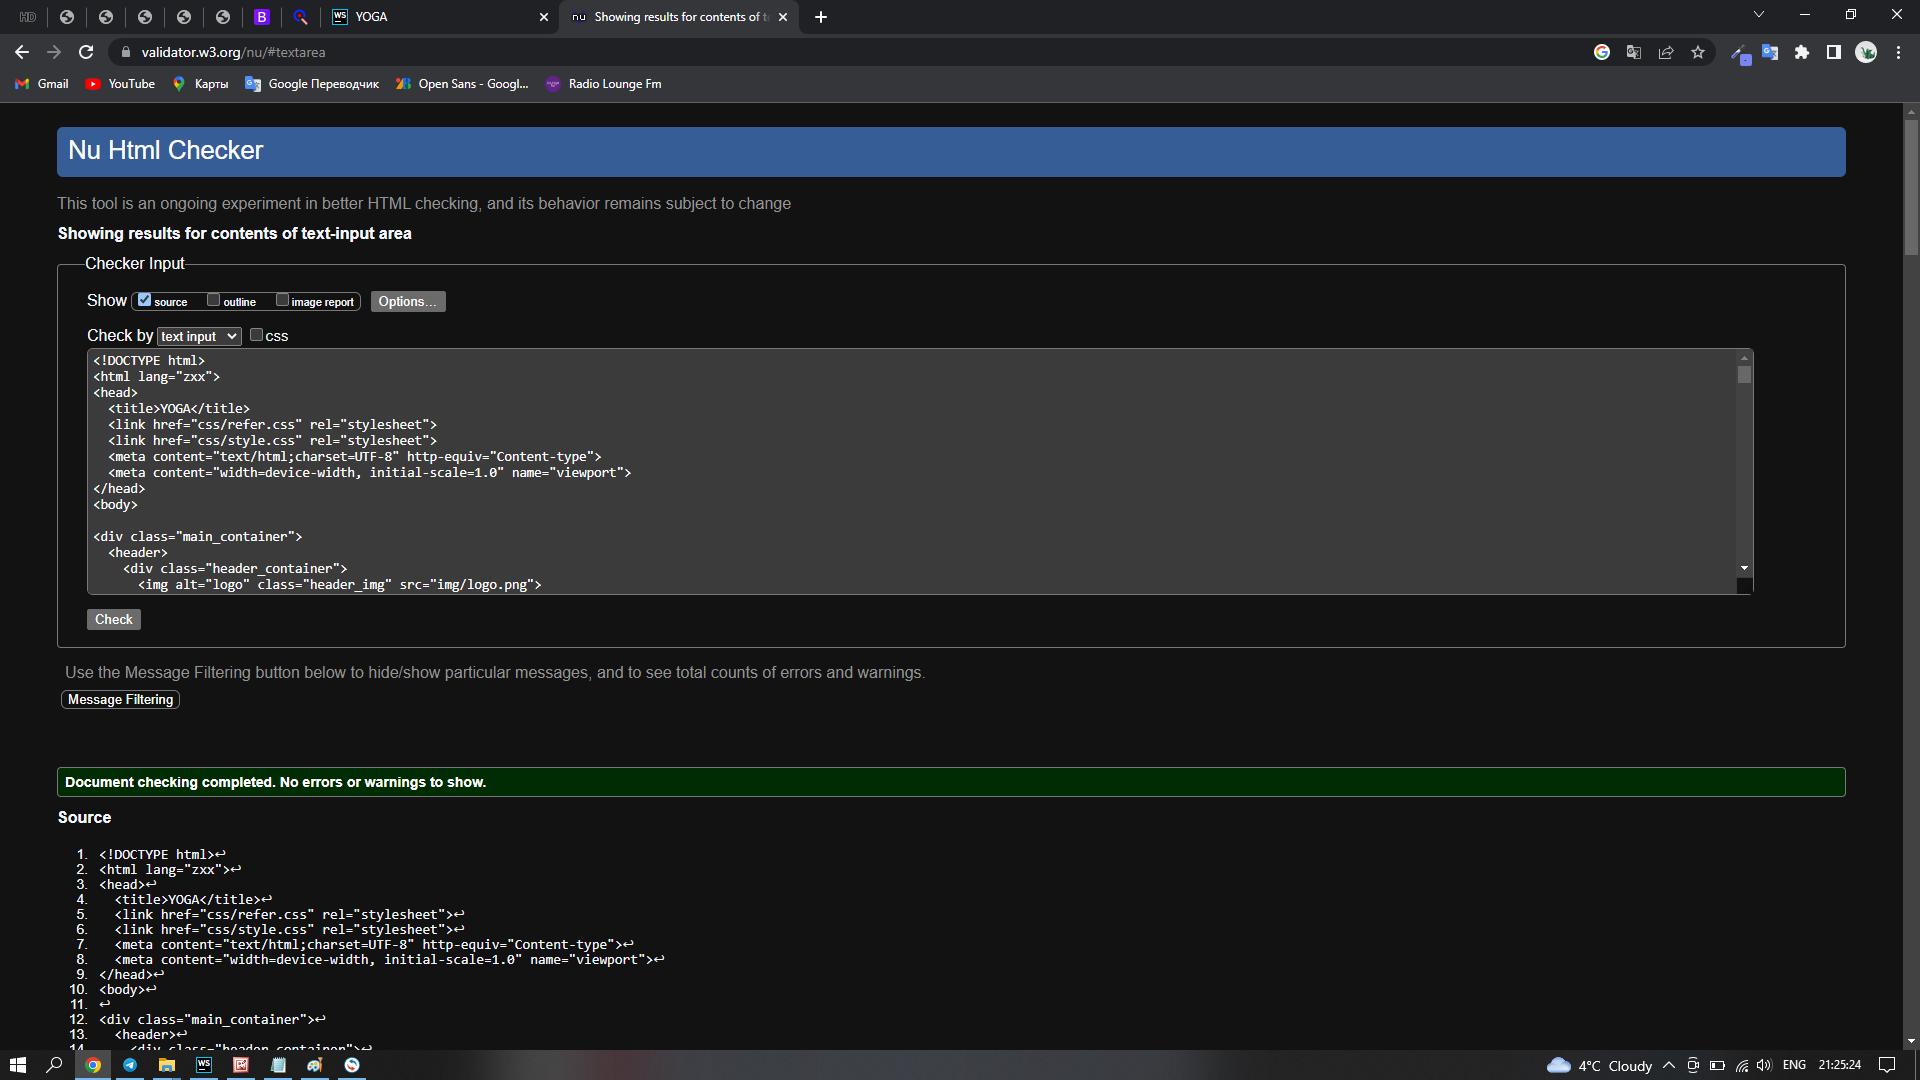 HD
B
WS YOGA
nu Showing results for contents of t
validator.w3.org/nu/#textarea
Gmail YouTube Карты Google Переводчик Open Sans - Googl... Radio Lounge Fm
Nu Html Checker
This tool is an ongoing experiment in better HTML checking, and its behavior remains subject to change
Showing results for contents of text-input area
Checker Input
Show source outline image report Options...
Check by text input css
<!DOCTYPE html>
<html lang="zxx">
<head>
  <title>YOGA</title>
  <link href="css/refer.css" rel="stylesheet">
  <link href="css/style.css" rel="stylesheet">
  <meta content="text/html;charset=UTF-8" http-equiv="Content-type">
  <meta content="width=device-width, initial-scale=1.0" name="viewport">
</head>
<body>
<div class="main_container">
  <header>
    <div class="header_container">
      <img alt="logo" class="header_img" src="img/logo.png">
Check
Use the Message Filtering button below to hide/show particular messages, and to see total counts of errors and warnings.
Message Filtering
Document checking completed. No errors or warnings to show.
Source
1. <!DOCTYPE html>↩
2. <html lang="zxx">↩
3. <head>↩
4.   <title>YOGA</title>↩
5.   <link href="css/refer.css" rel="stylesheet">↩
6.   <link href="css/style.css" rel="stylesheet">↩
7.   <meta content="text/html;charset=UTF-8" http-equiv="Content-type">↩
8.   <meta content="width=device-width, initial-scale=1.0" name="viewport">↩
9. </head>↩
10. <body>↩
11. ↩
12. <div class="main_container">↩
13.   <header>↩
14.     <div class="header_container">↩
WS
4°C Cloudy ENG 21:25:24